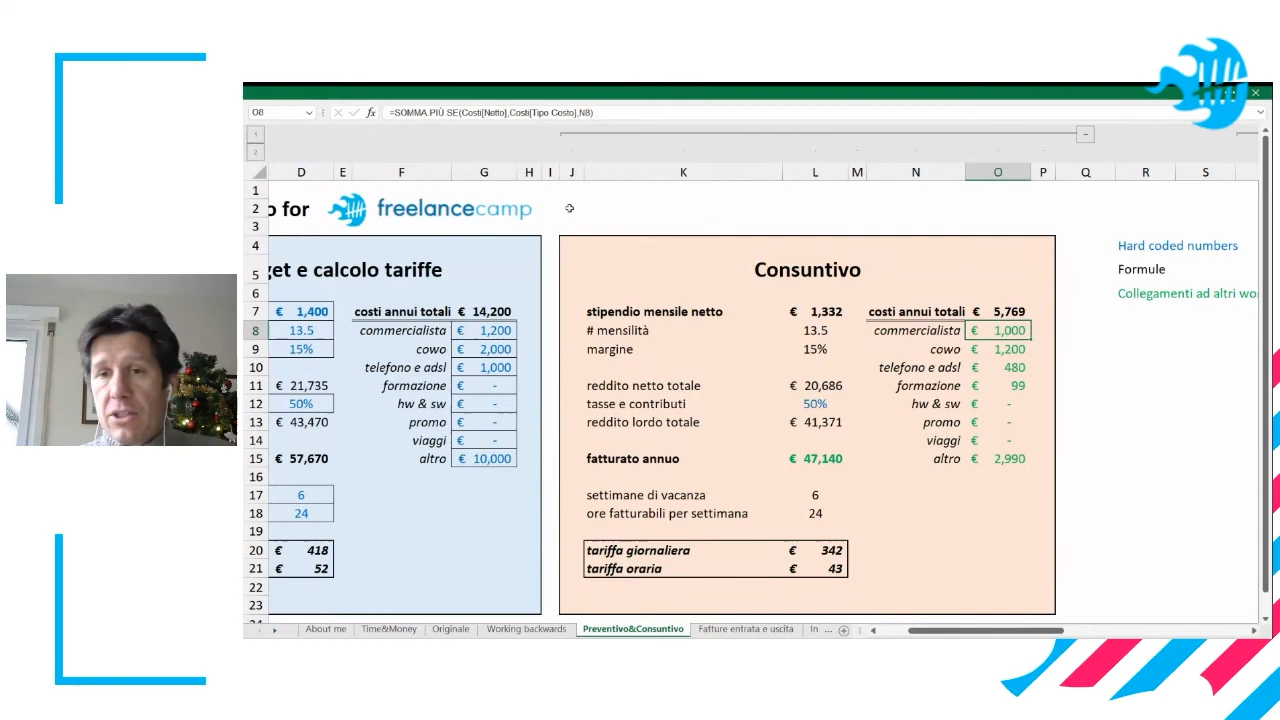 O8 fx =SOMMA.PIÙ.SE(Costi[Netto],Costi[Tipo Costo],N8)
1
2
D E F G H I J K L M N O P Q R S
1
2 o for freelancecamp
3
4 Hard coded numbers
5 get e calcolo tariffe Consuntivo Formule
6 Collegamenti ad altri wo
7 € 1,400 costi annui totali € 14,200 stipendio mensile netto € 1,332 costi annui totali € 5,769
8 13.5 commercialista € 1,200 # mensilità 13.5 commercialista € 1,000
9 15% cowo € 2,000 margine 15% cowo € 1,200
10 telefono e adsl € 1,000 telefono e adsl € 480
11 € 21,735 formazione € - reddito netto totale € 20,686 formazione € 99
12 50% hw & sw € - tasse e contributi 50% hw & sw € -
13 € 43,470 promo € - reddito lordo totale € 41,371 promo € -
14 viaggi € - viaggi € -
15 € 57,670 altro € 10,000 fatturato annuo € 47,140 altro € 2,990
16
17 6 settimane di vacanza 6
18 24 ore fatturabili per settimana 24
19
20 € 418 tariffa giornaliera € 342
21 € 52 tariffa oraria € 43
22
23
About me Time&Money Originale Working backwards Preventivo&Consuntivo Fatture entrata e uscita In ...